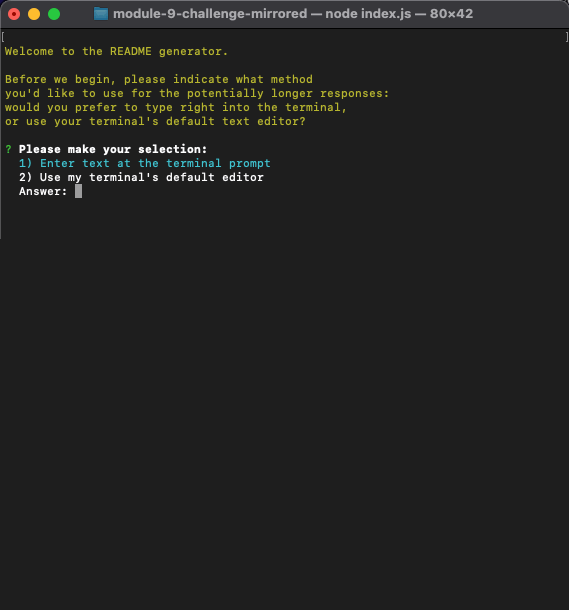 module-9-challenge-mirrored — node index.js — 80×42
[ ]
Welcome to the README generator.
Before we begin, please indicate what method
you'd like to use for the potentially longer responses:
would you prefer to type right into the terminal,
or use your terminal's default text editor?
? Please make your selection:
1) Enter text at the terminal prompt
2) Use my terminal's default editor
Answer: